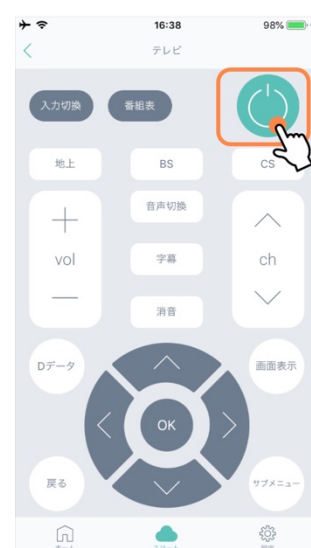 16:38
98%
テレビ
入力切換
番組表
地上
BS
CS
音声切換
vol
字幕
ch
消音
Dデータ
画面表示
OK
戻る
サブメニュー